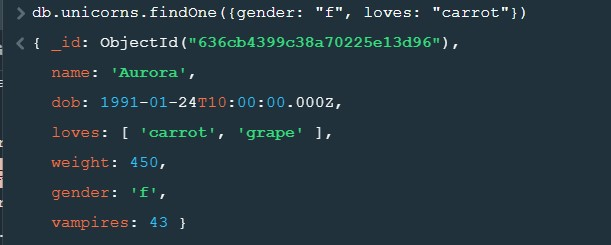 > db.unicorns.findOne({gender: "f", loves: "carrot"})
< { _id: ObjectId("636cb4399c38a70225e13d96"),
name: 'Aurora',
dob: 1991-01-24T10:00:00.000Z,
loves: [ 'carrot', 'grape' ],
weight: 450,
gender: 'f',
vampires: 43 }